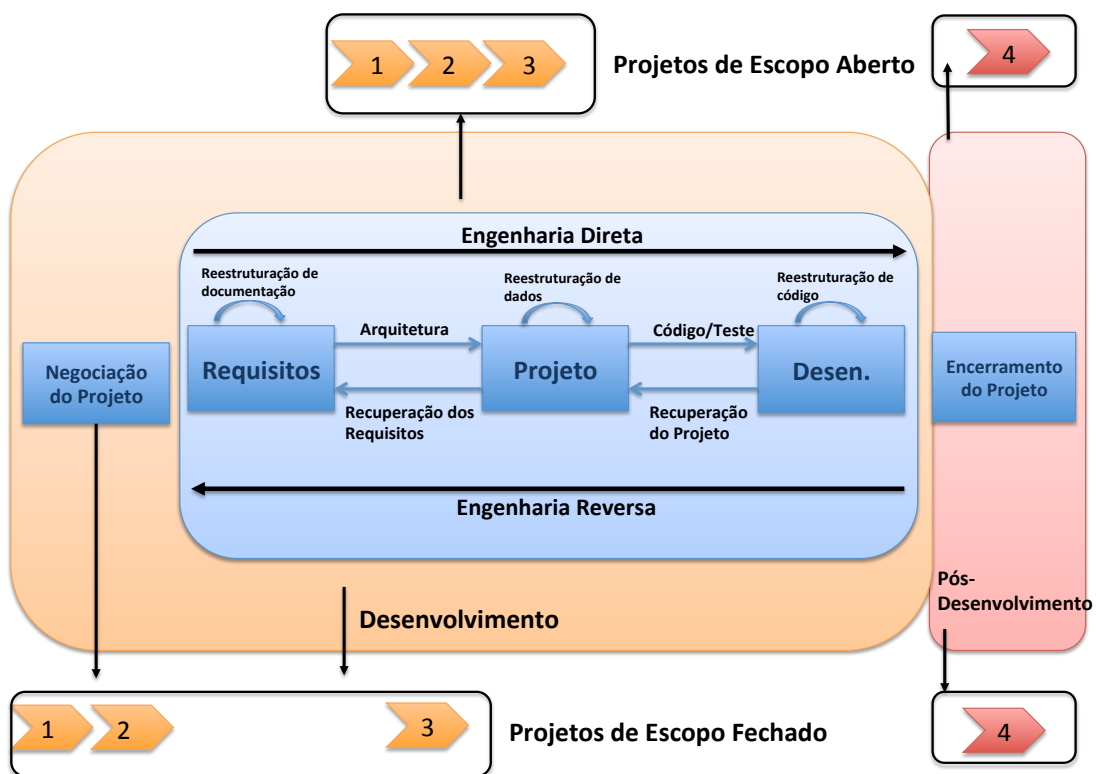 1
2
3
Projetos de Escopo Aberto
4
Engenharia Direta
Reestruturação de
documentação
Reestruturação de
dados
Reestruturação de
código
Arquitetura
Código/Teste
Negociação
do Projeto
Requisitos
Projeto
Desen.
Encerramento
do Projeto
Recuperação dos
Requisitos
Recuperação
do Projeto
Engenharia Reversa
Pós-
Desenvolvimento
Desenvolvimento
1
2
3
Projetos de Escopo Fechado
4